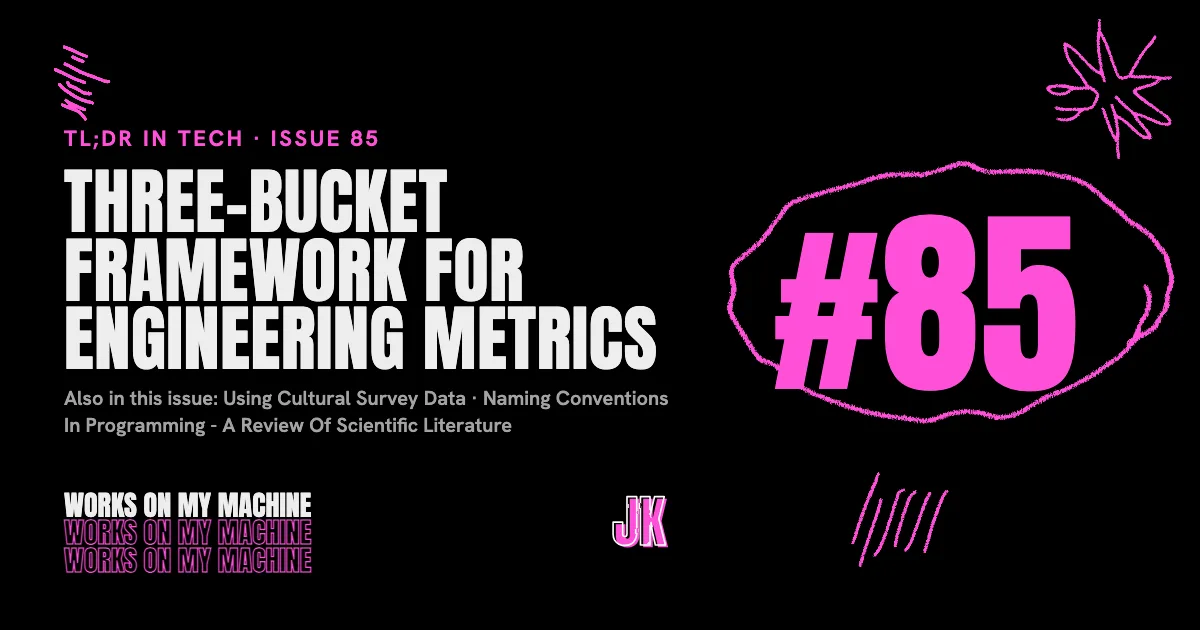 TL;DR IN TECH · ISSUE 85
THREE-BUCKET
FRAMEWORK FOR
ENGINEERING METRICS
Also in this issue: Using Cultural Survey Data · Naming Conventions
In Programming - A Review Of Scientific Literature
#85
WORKS ON MY MACHINE
WORKS ON MY MACHINE
WORKS ON MY MACHINE
JK